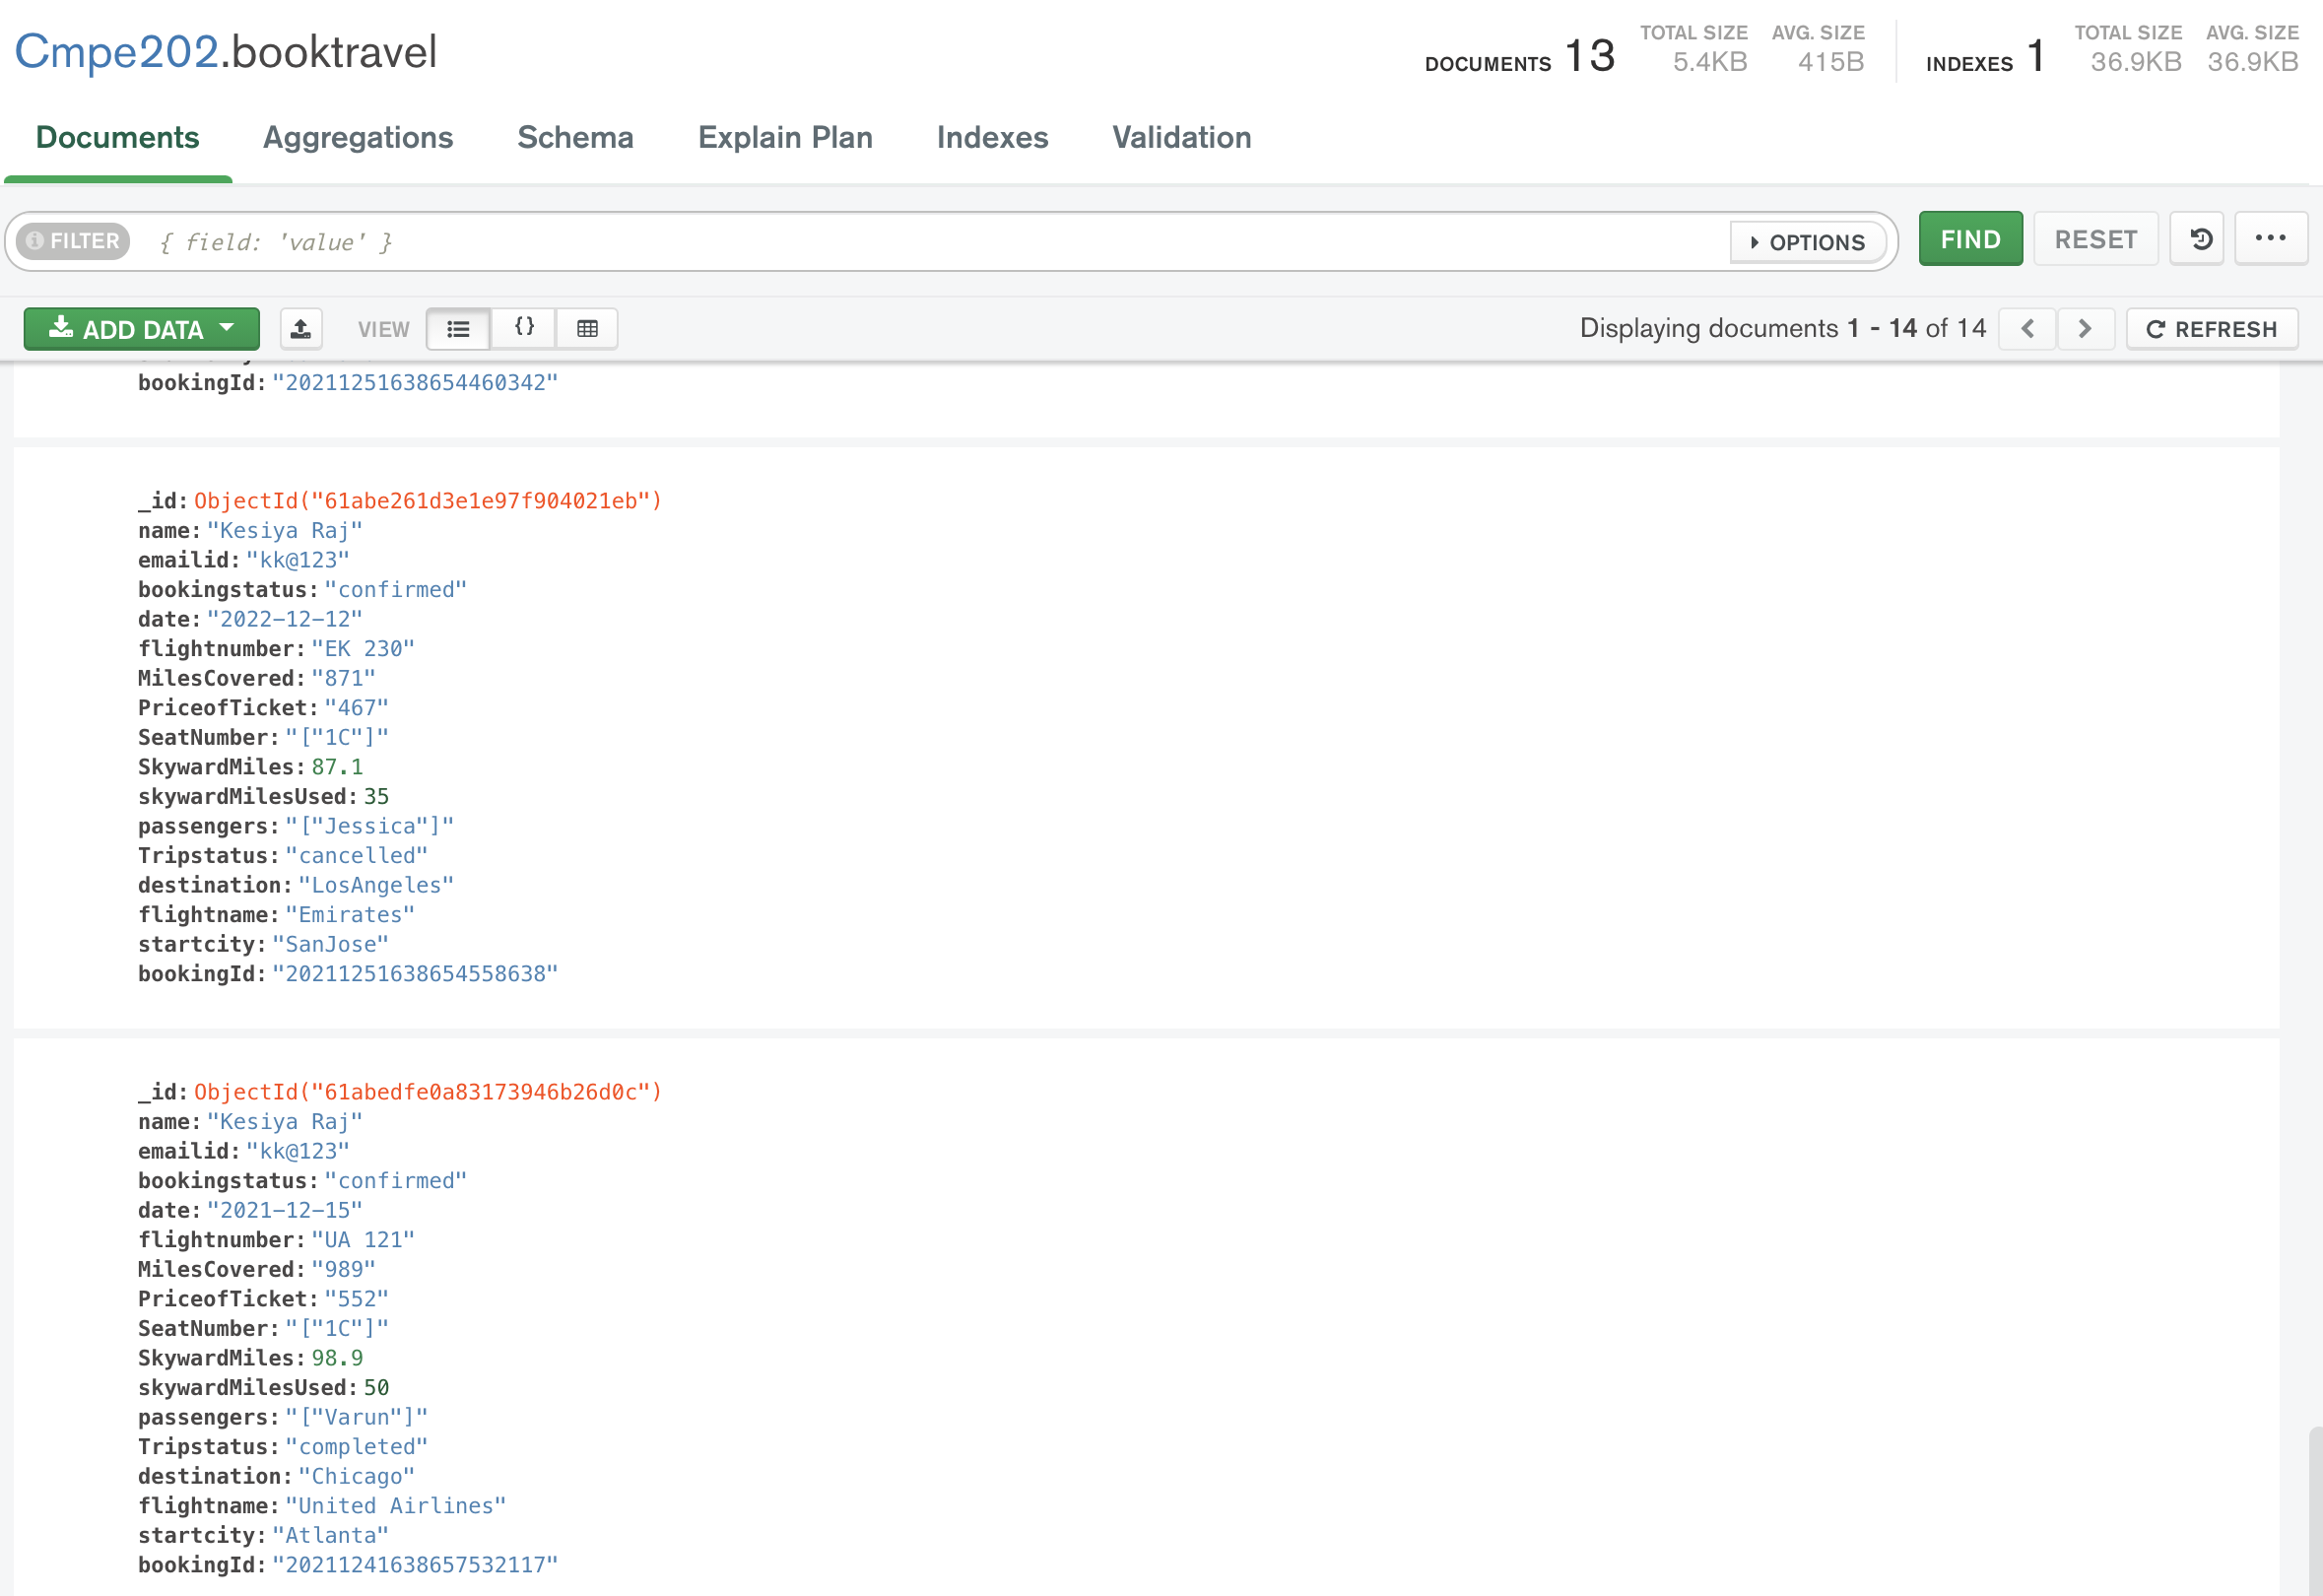 Cmpe202.booktravel
DOCUMENTS 13 TOTAL SIZE 5.4KB AVG. SIZE 415B INDEXES 1 TOTAL SIZE 36.9KB AVG. SIZE 36.9KB
Documents Aggregations Schema Explain Plan Indexes Validation
FILTER { field: 'value' } OPTIONS FIND RESET ...
ADD DATA VIEW {} Displaying documents 1 - 14 of 14 < > REFRESH
bookingId: "20211251638654460342"
_id: ObjectId("61abe261d3e1e97f904021eb")
name: "Kesiya Raj"
emailid: "kk@123"
bookingstatus: "confirmed"
date: "2022-12-12"
flightnumber: "EK 230"
MilesCovered: "871"
PriceofTicket: "467"
SeatNumber: "["1C"]"
SkywardMiles: 87.1
skywardMilesUsed: 35
passengers: "["Jessica"]"
Tripstatus: "cancelled"
destination: "LosAngeles"
flightname: "Emirates"
startcity: "SanJose"
bookingId: "20211251638654558638"
_id: ObjectId("61abedfe0a83173946b26d0c")
name: "Kesiya Raj"
emailid: "kk@123"
bookingstatus: "confirmed"
date: "2021-12-15"
flightnumber: "UA 121"
MilesCovered: "989"
PriceofTicket: "552"
SeatNumber: "["1C"]"
SkywardMiles: 98.9
skywardMilesUsed: 50
passengers: "["Varun"]"
Tripstatus: "completed"
destination: "Chicago"
flightname: "United Airlines"
startcity: "Atlanta"
bookingId: "20211241638657532117"